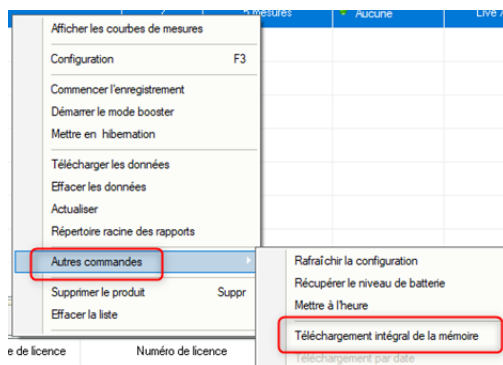 5 mesures Aucune Live
Afficher les courbes de mesures
Configuration F3
Commencer l'enregistrement
Démarrer le mode booster
Mettre en hibernation
Télécharger les données
Effacer les données
Actualiser
Répertoire racine des rapports
Autres commandes
Supprimer le produit Suppr
Effacer la liste
Rafraîchir la configuration
Récupérer le niveau de batterie
Mettre à l'heure
Téléchargement intégral de la mémoire
Téléchargement par date
e de licence Numéro de licence